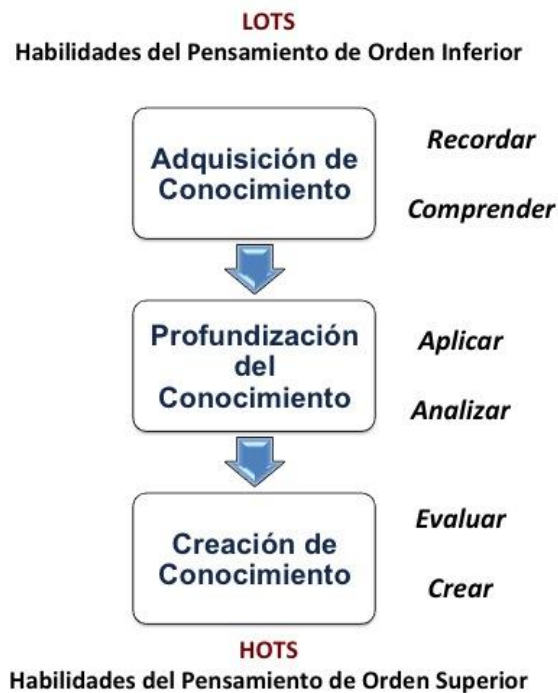 LOTS
Habilidades del Pensamiento de Orden Inferior
Adquisición de
Conocimiento
Recordar
Comprender
Profundización
del
Conocimiento
Aplicar
Analizar
Creación de
Conocimiento
Evaluar
Crear
HOTS
Habilidades del Pensamiento de Orden Superior